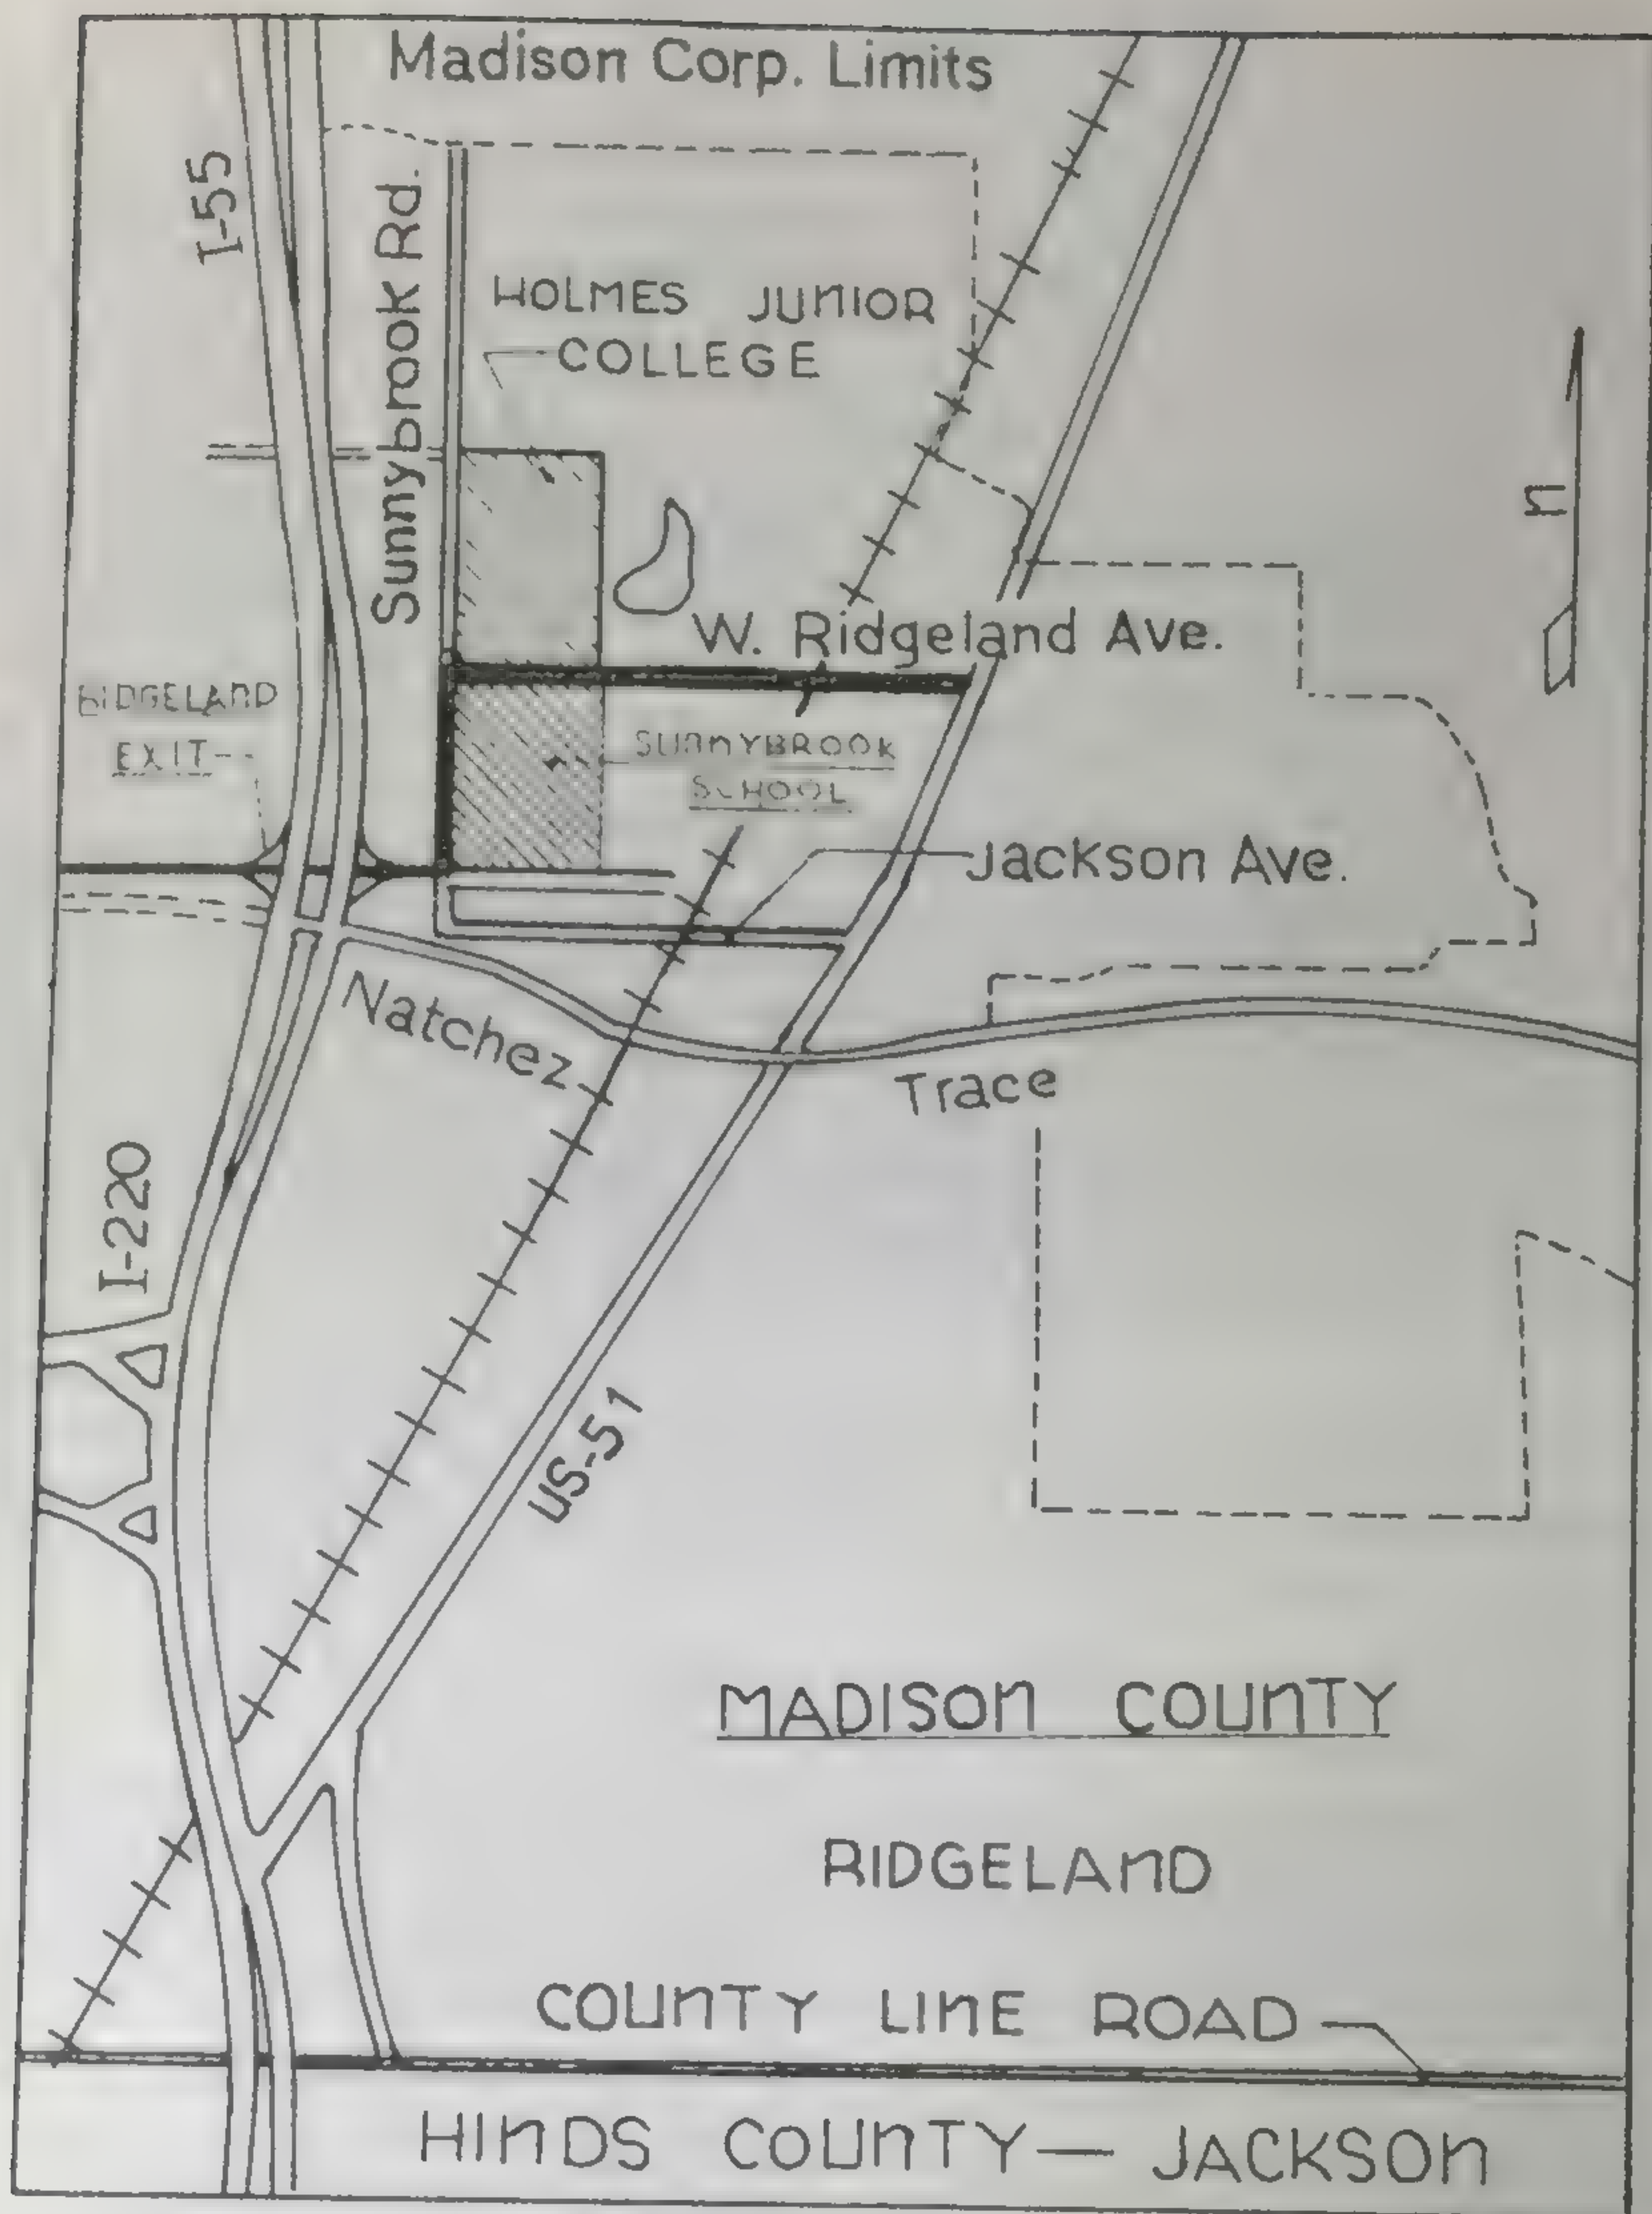 Madison Corp. Limits
I-55
Sunnybrook Rd.
HOLMES JUNIOR
COLLEGE
N
W. Ridgeland Ave.
RIDGELAND
EXIT
SUNNYBROOK
SCHOOL
Jackson Ave.
Natchez
Trace
I-220
US-51
MADISON COUNTY
RIDGELAND
COUNTY LINE ROAD
HINDS COUNTY — JACKSON